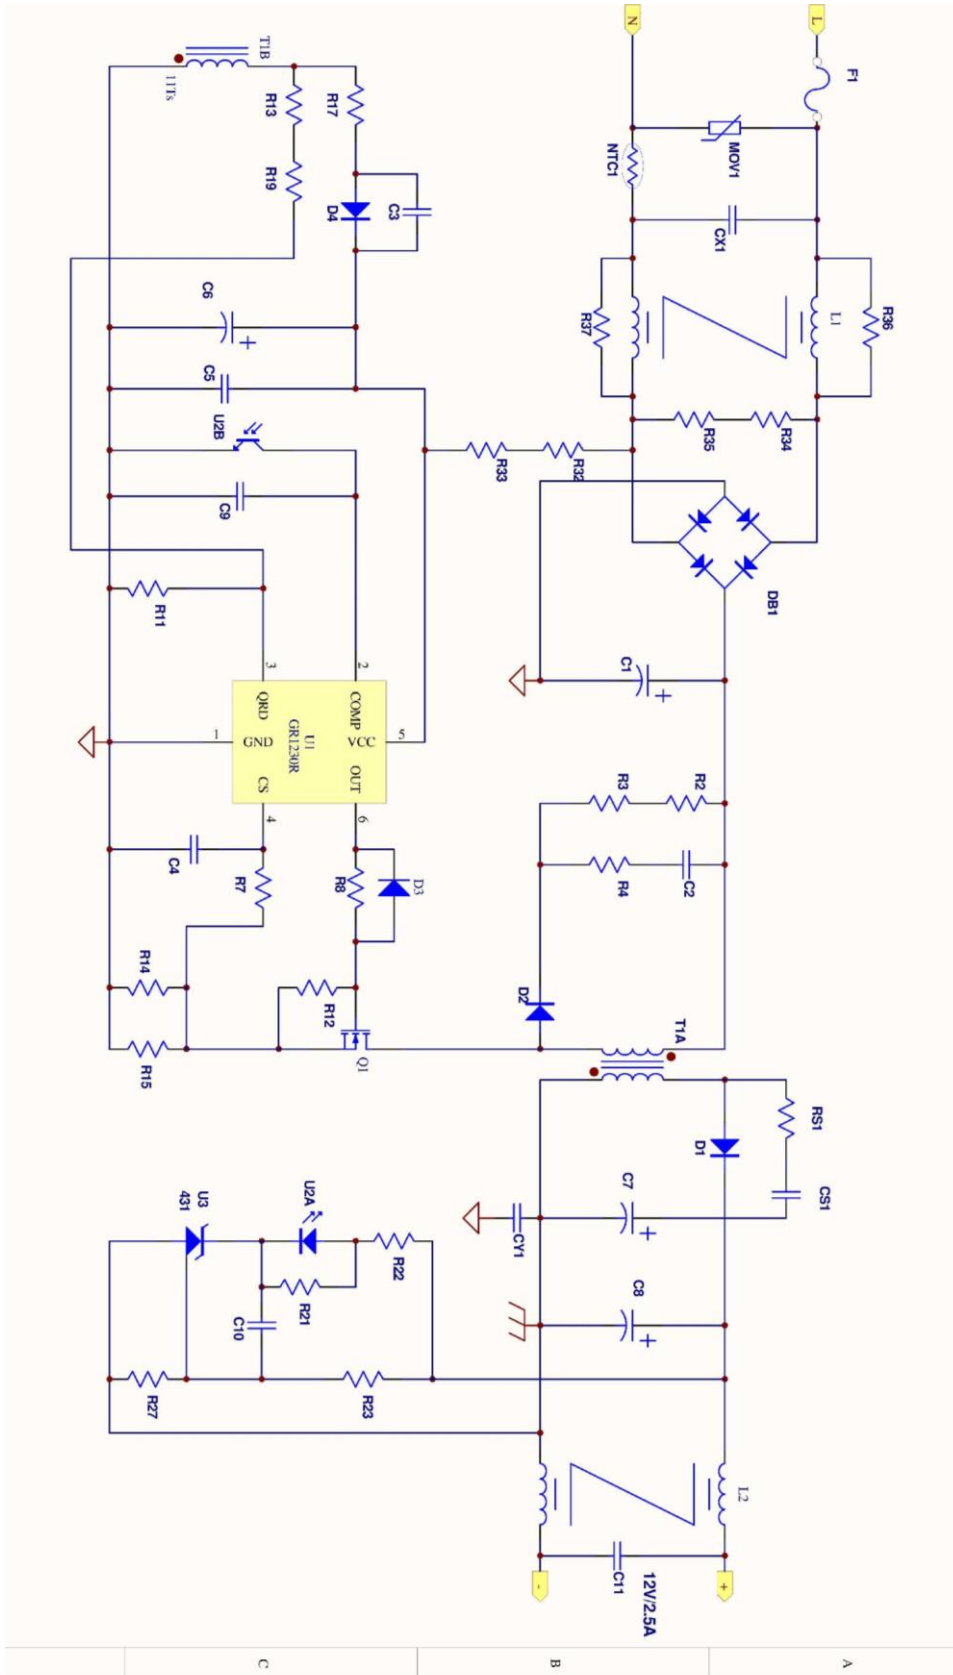 L
N
F1
MOV1
NTC1
CX1
R36
L1
R37
R34
R35
R32
R33
DB1
C1
R2
R3
C2
R4
D2
T1A
RS1
CS1
D1
C7
CY1
C8
L2
C11
12V/2.5A
+
-
T1B
11Ts
R17
R13
R19
D4
C3
C6
C5
U2B
C9
R11
3
2
QRD
COMP
U1
GR1230R
1
GND
VCC
5
CS
OUT
4
6
C4
R7
R8
D3
R14
R12
R15
Q1
U3
431
U2A
R22
R21
C10
R27
R23
A
B
C